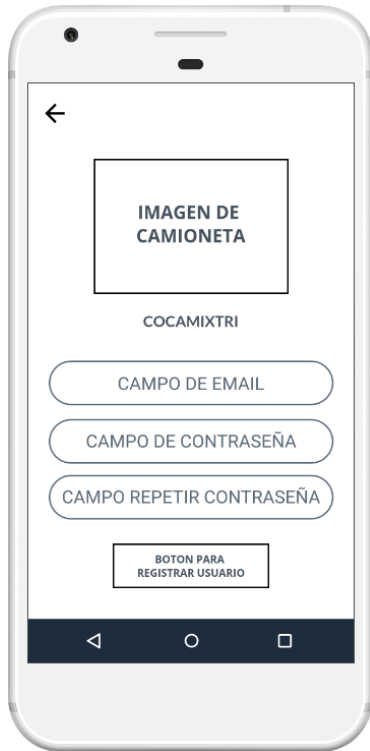 IMAGEN DE
CAMIONETA
COCAMIXTRI
CAMPO DE EMAIL
CAMPO DE CONTRASEÑA
CAMPO REPETIR CONTRASEÑA
BOTON PARA
REGISTRAR USUARIO